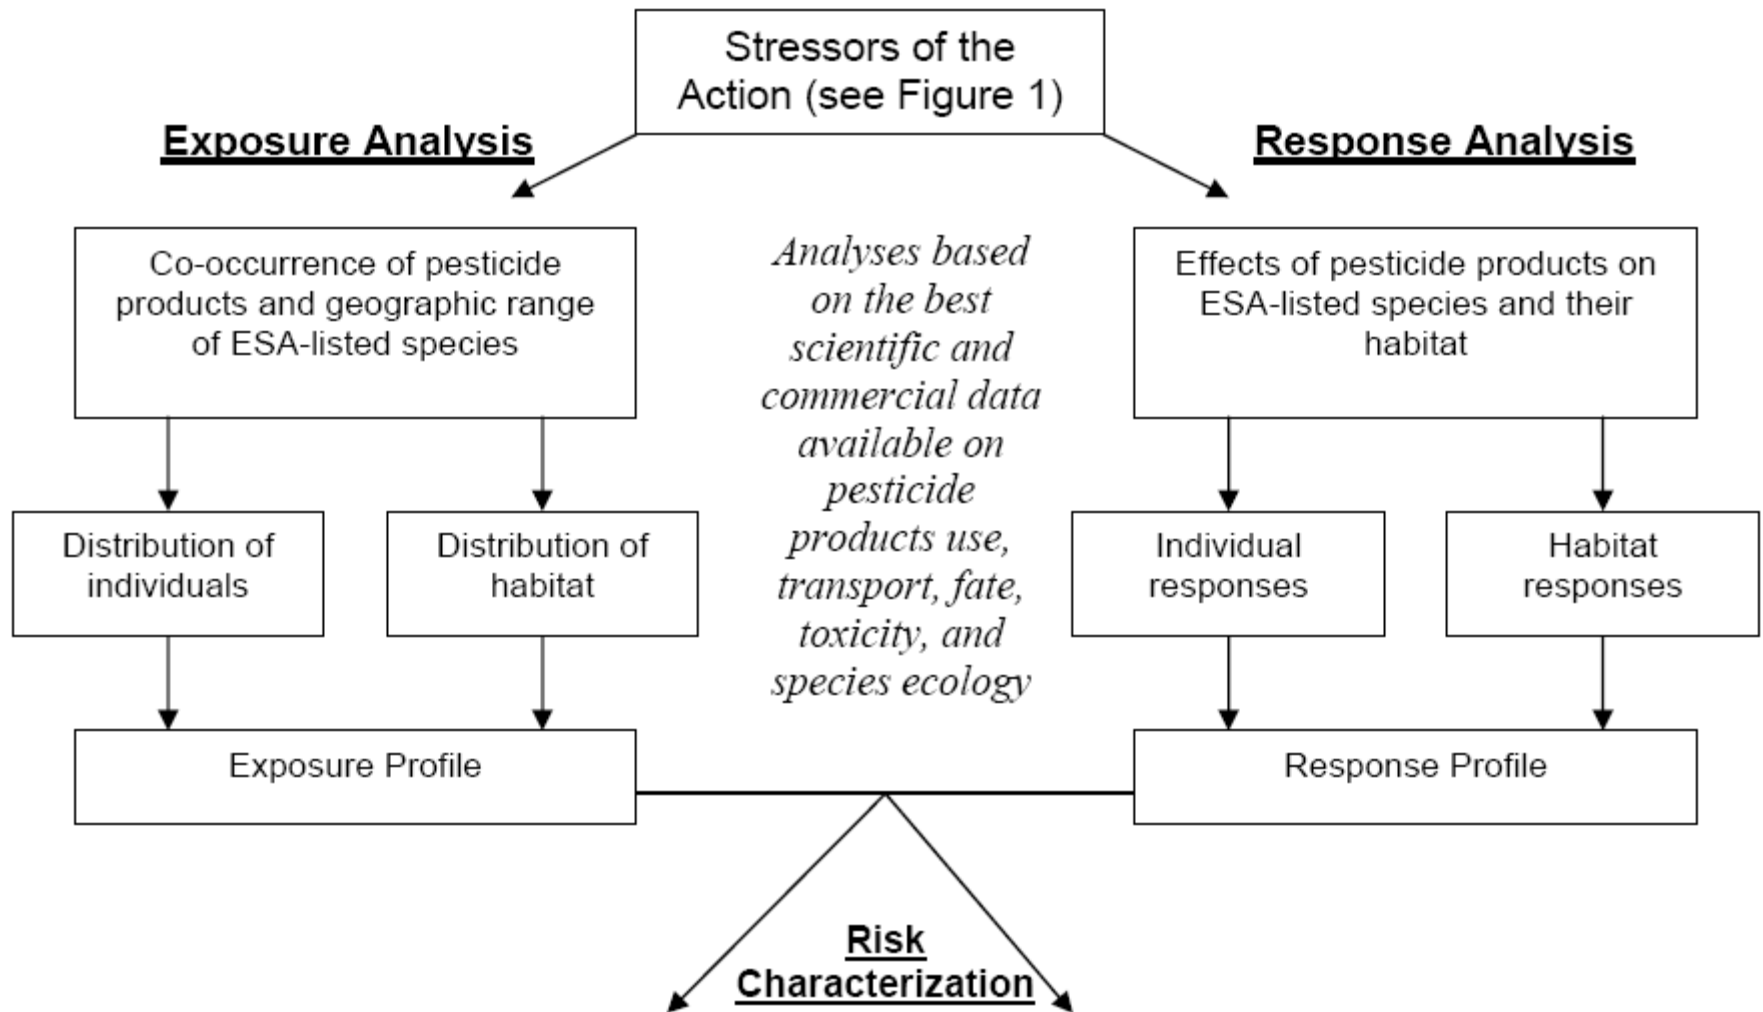 Stressors of the
Action (see Figure 1)
Exposure Analysis
Response Analysis
Co-occurrence of pesticide
products and geographic range
of ESA-listed species
Analyses based
on the best
scientific and
commercial data
available on
pesticide
products use,
transport, fate,
toxicity, and
species ecology
Effects of pesticide products on
ESA-listed species and their
habitat
Distribution of
individuals
Distribution of
habitat
Individual
responses
Habitat
responses
Exposure Profile
Response Profile
Risk
Characterization